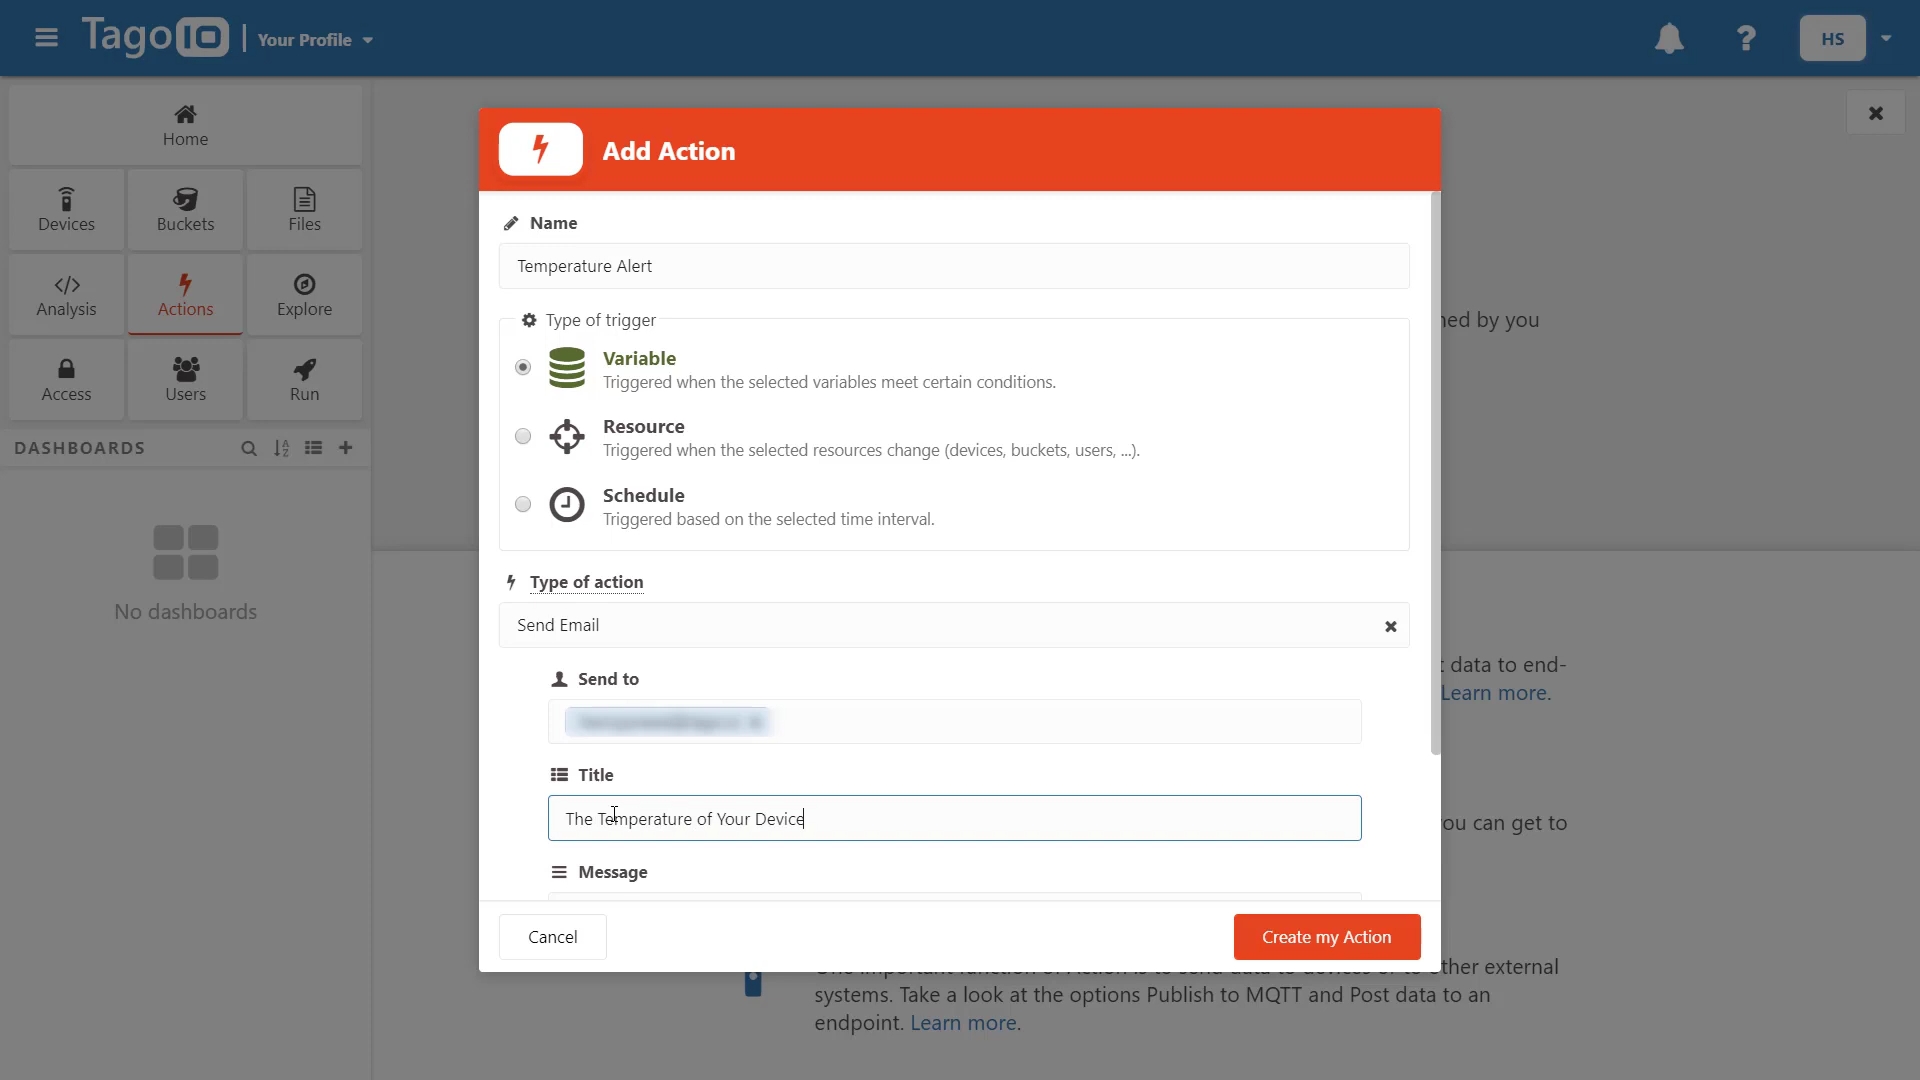 TagoIO
Your Profile
HS
Home
Devices
Buckets
Files
Analysis
Actions
Explore
Access
Users
Run
DASHBOARDS
No dashboards
Add Action
Name
Temperature Alert
Type of trigger
Variable
Triggered when the selected variables meet certain conditions.
Resource
Triggered when the selected resources change (devices, buckets, users, ...).
Schedule
Triggered based on the selected time interval.
Type of action
Send Email
Send to
Title
The Temperature of Your Device
Message
Cancel
Create my Action
ned by you
data to end-
Learn more.
ou can get to
ther external
systems. Take a look at the options Publish to MQTT and Post data to an
endpoint. Learn more.